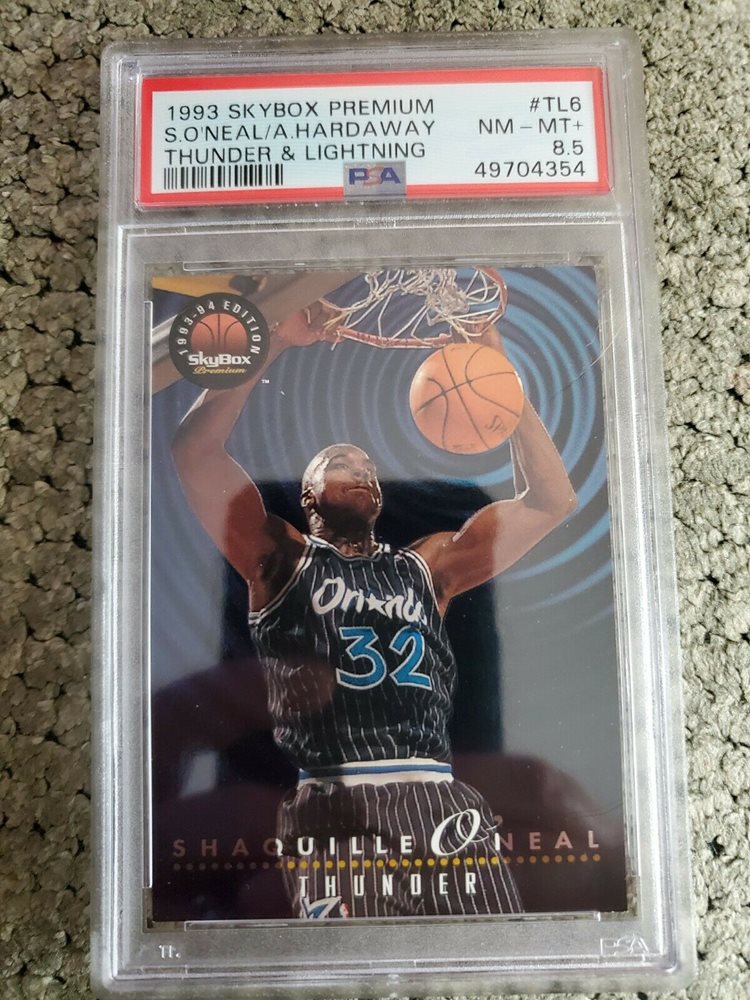 1993 SKYBOX PREMIUM #TL6
S.O'NEAL/A.HARDAWAY NM - MT+
THUNDER & LIGHTNING 8.5
PSA 49704354
1993-94 EDITION
SkyBox
Premium
™
Orlando
32
SHAQUILLE O'NEAL
THUNDER
PSA